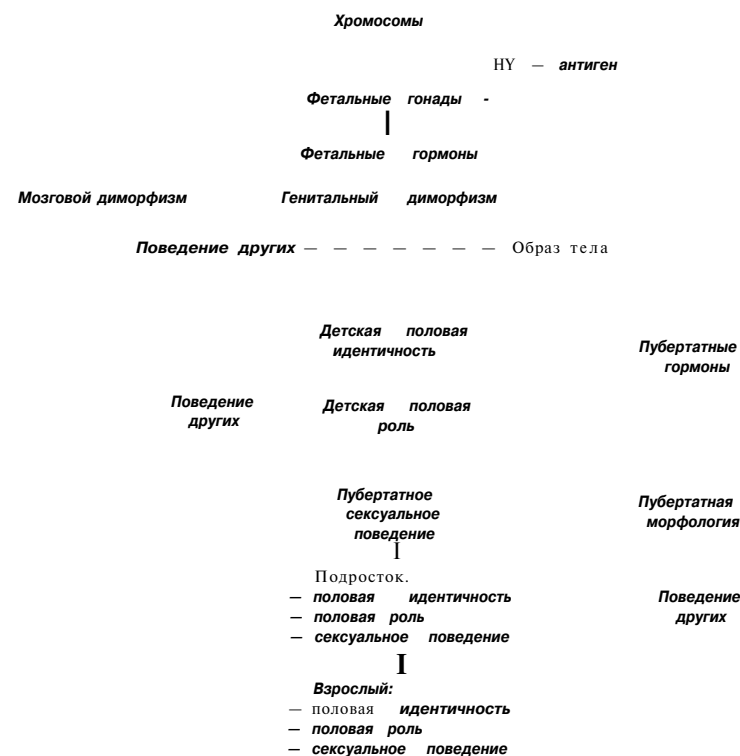 Хромосомы
HY — антиген
Фетальные гонады -
Фетальные гормоны
Мозговой диморфизм Генитальный диморфизм
Поведение других — — — — — — — Образ тела
Детская половая
идентичность
Пубертатные
гормоны
Поведение
других
Детская половая
роль
Пубертатное
сексуальное
поведение
I
Пубертатная
морфология
Подросток.
— половая идентичность
— половая роль
— сексуальное поведение
Поведение
других
I
Взрослый:
— половая идентичность
— половая роль
— сексуальное поведение